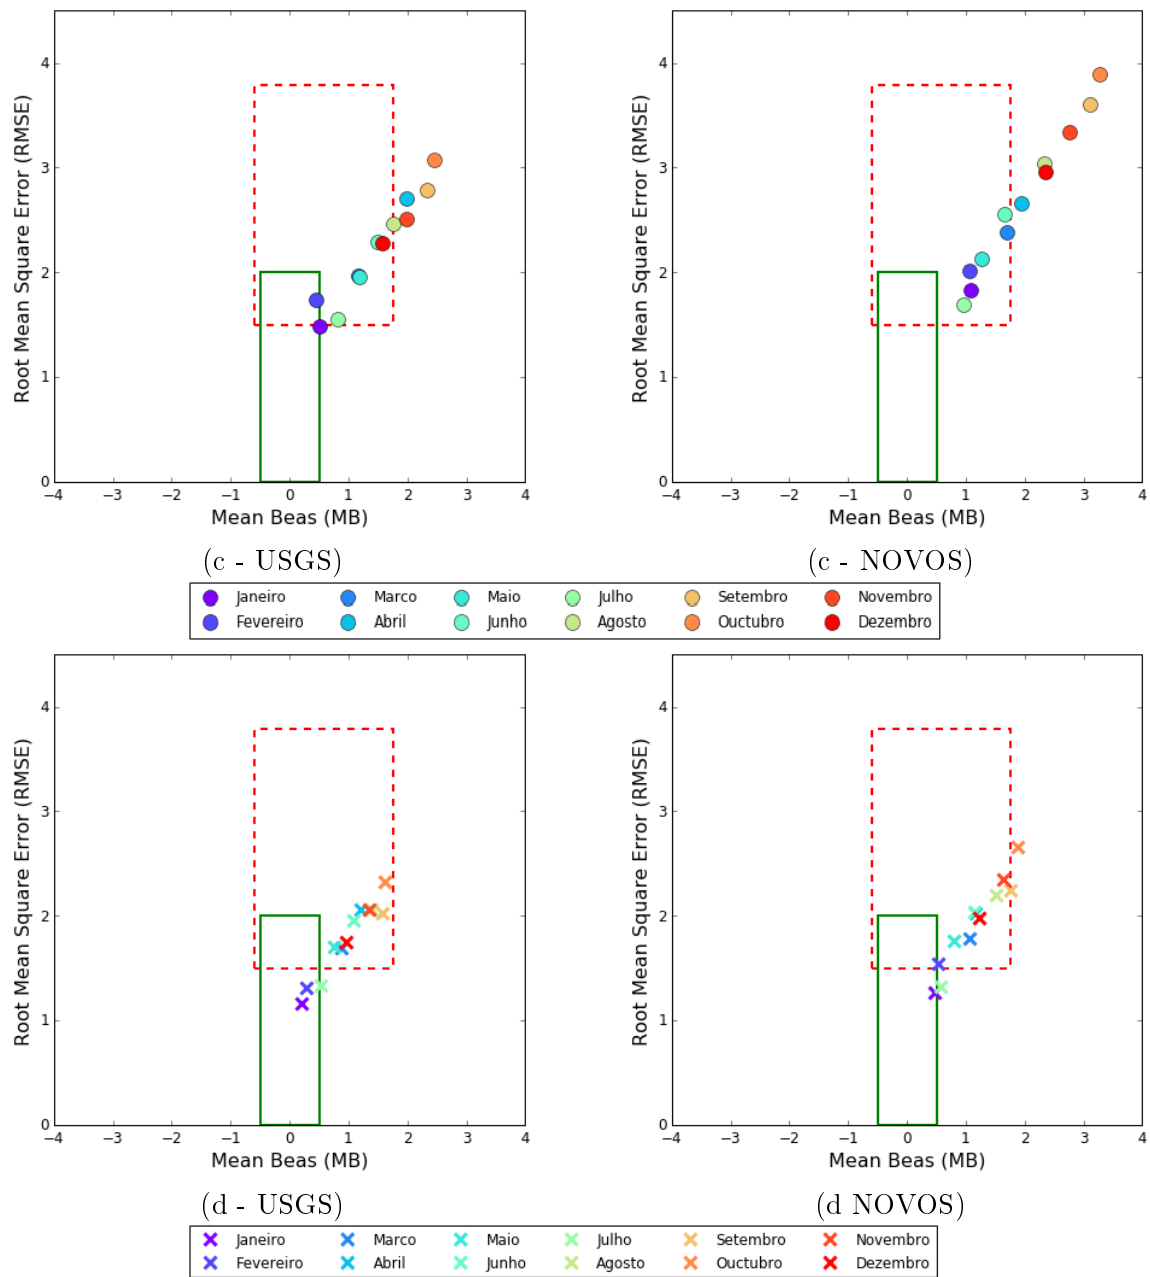 4
3
2
1
0
Root Mean Square Error (RMSE)
−4 −3 −2 −1 0 1 2 3 4
Mean Beas (MB)
(c - USGS)
4
3
2
1
0
Root Mean Square Error (RMSE)
−4 −3 −2 −1 0 1 2 3 4
Mean Beas (MB)
(c - NOVOS)
Janeiro Marco Maio Julho Setembro Novembro
Fevereiro Abril Junho Agosto Ouctubro Dezembro
4
3
2
1
0
Root Mean Square Error (RMSE)
−4 −3 −2 −1 0 1 2 3 4
Mean Beas (MB)
(d - USGS)
4
3
2
1
0
Root Mean Square Error (RMSE)
−4 −3 −2 −1 0 1 2 3 4
Mean Beas (MB)
(d NOVOS)
Janeiro Marco Maio Julho Setembro Novembro
Fevereiro Abril Junho Agosto Ouctubro Dezembro